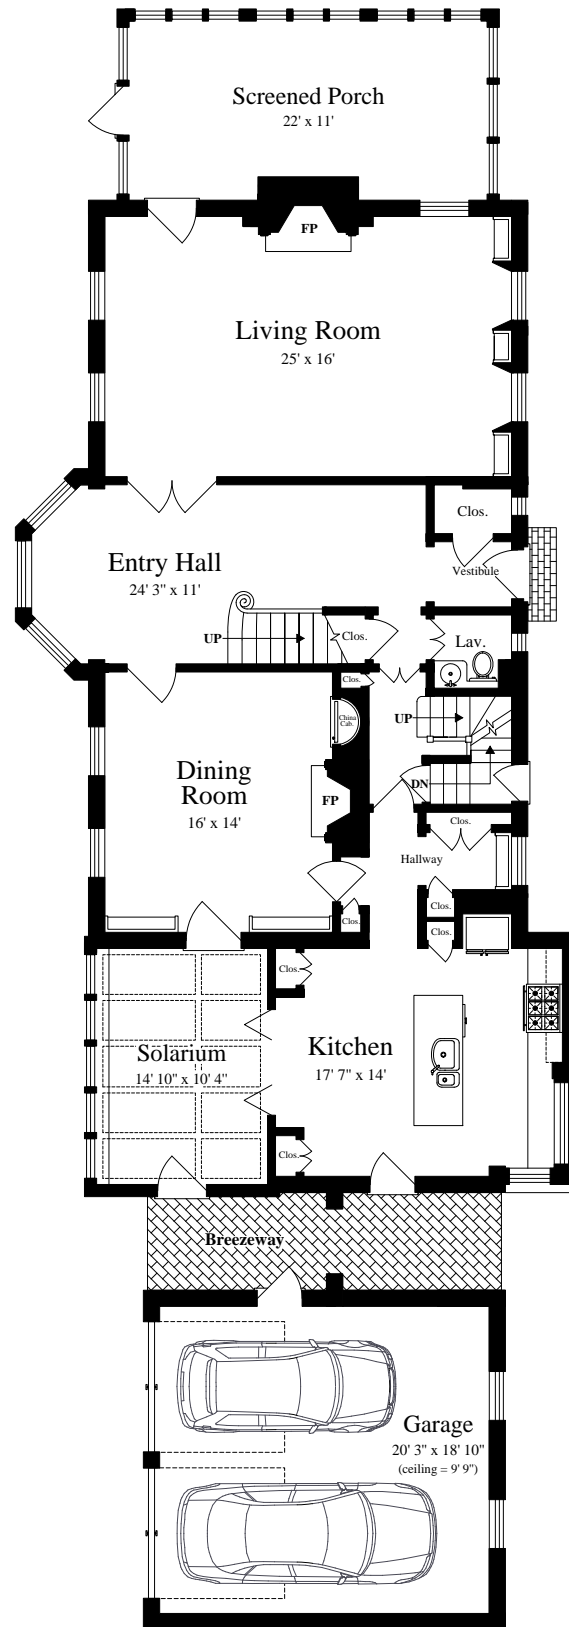 Screened Porch
22' x 11'
FP
Living Room
25' x 16'
Clos.
Entry Hall
24' 3" x 11'
Vestibule
UP
Clos.
Lav.
Clos.
China
Cab.
UP
Dining
Room
16' x 14'
FP
DN
Clos.
Hallway
Clos.
Clos.
Clos.
Clos.
Solarium
14' 10" x 10' 4"
Kitchen
17' 7" x 14'
Clos.
Breezeway
Garage
20' 3" x 18' 10"
(ceiling = 9' 9")